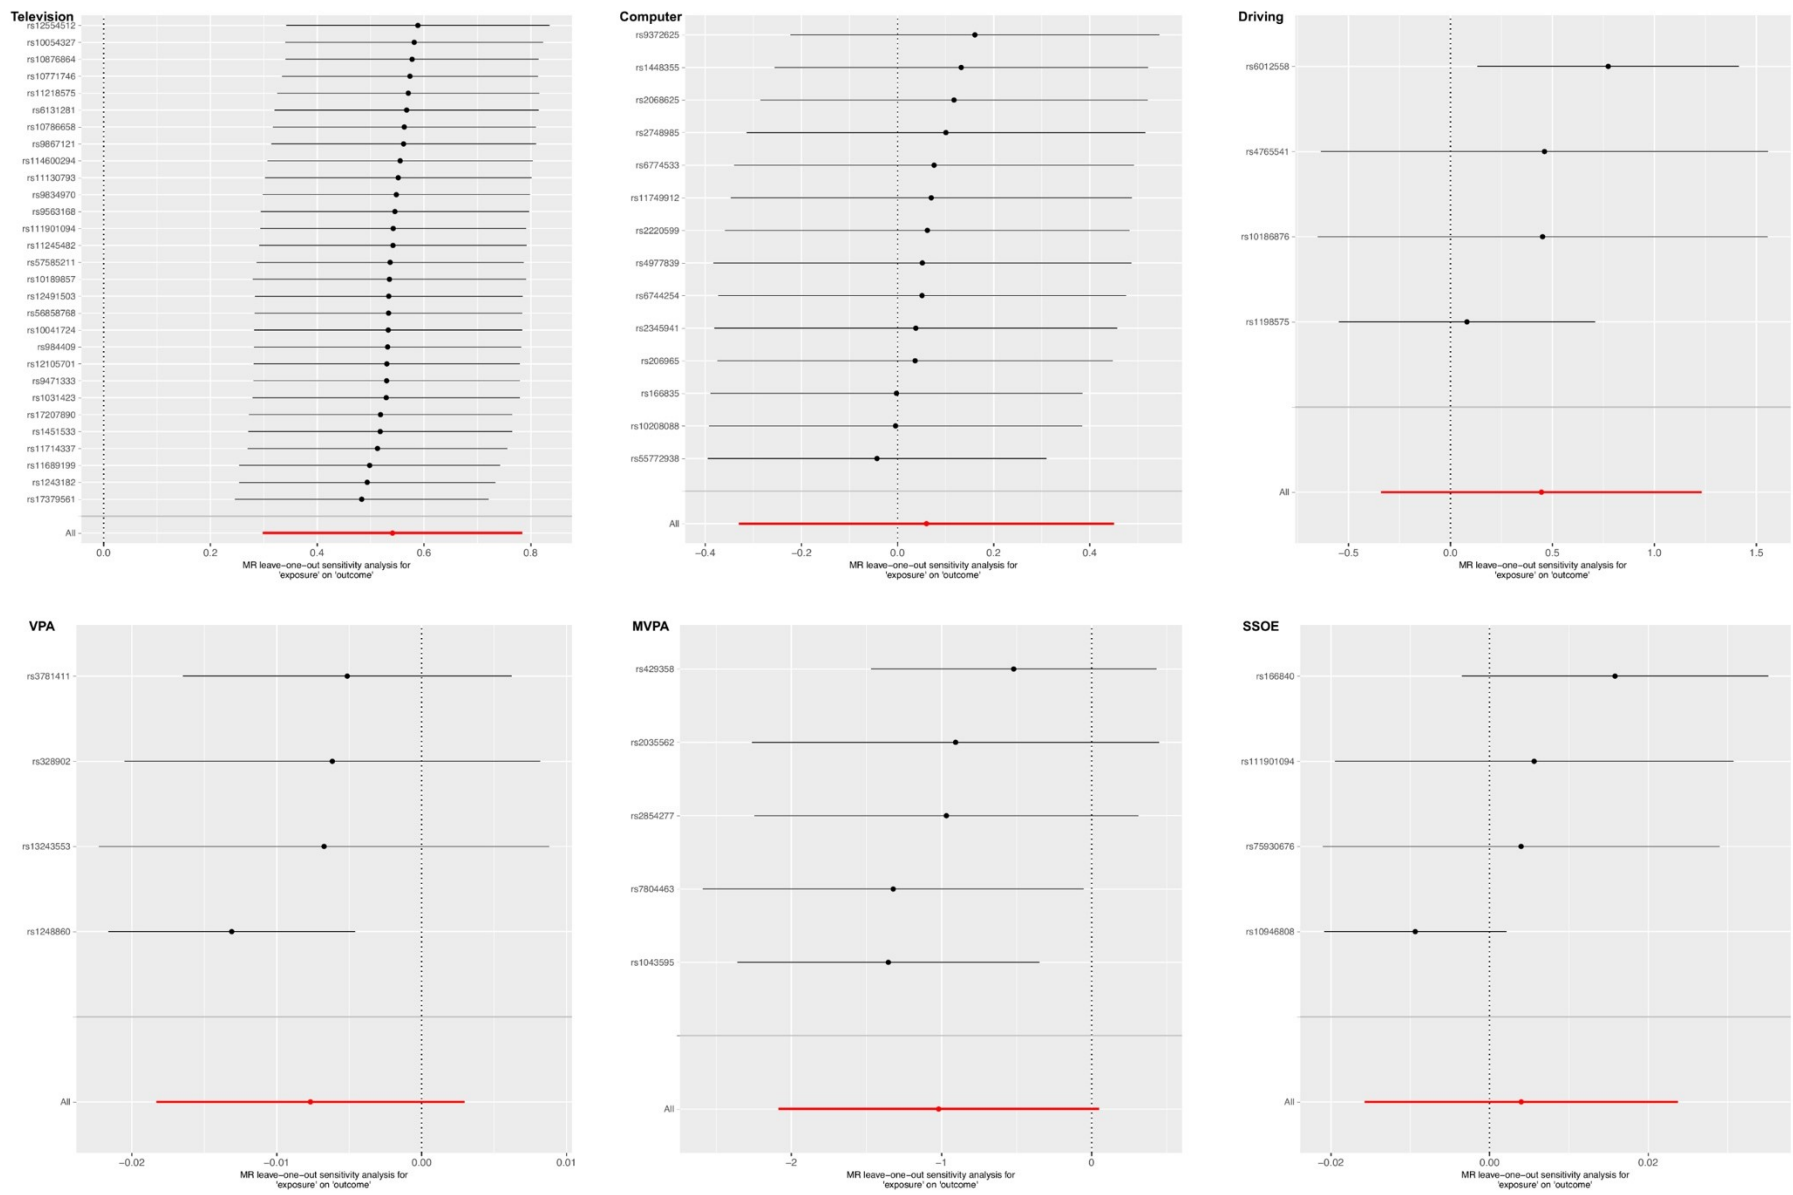 Television
rs12554512
rs10054327
rs10876864
rs10771746
rs11218575
rs6131281
rs10786658
rs9867121
rs114600294
rs11130793
rs9834970
rs9563168
rs111901094
rs11245482
rs57585211
rs10189857
rs12491503
rs56858768
rs10041724
rs984409
rs12105701
rs9471333
rs1031423
rs17207890
rs1451533
rs11714337
rs11689199
rs1243182
rs17379561
All
0.0 0.2 0.4 0.6 0.8
MR leave−one−out sensitivity analysis for
'exposure' on 'outcome'
Computer
rs9372625
rs1448355
rs2068625
rs2748985
rs6774533
rs11749912
rs2220599
rs4977839
rs6744254
rs2345941
rs206965
rs166835
rs10208088
rs55772938
All
−0.4 −0.2 0.0 0.2 0.4
MR leave−one−out sensitivity analysis for
'exposure' on 'outcome'
Driving
rs6012558
rs4765541
rs10186876
rs1198575
All
−0.5 0.0 0.5 1.0 1.5
MR leave−one−out sensitivity analysis for
'exposure' on 'outcome'
VPA
rs3781411
rs328902
rs13243553
rs1248860
All
−0.02 −0.01 0.00 0.01
MR leave−one−out sensitivity analysis for
'exposure' on 'outcome'
MVPA
rs429358
rs2035562
rs2854277
rs7804463
rs1043595
All
−2 −1 0
MR leave−one−out sensitivity analysis for
'exposure' on 'outcome'
SSOE
rs166840
rs111901094
rs75930676
rs10946808
All
−0.02 0.00 0.02
MR leave−one−out sensitivity analysis for
'exposure' on 'outcome'